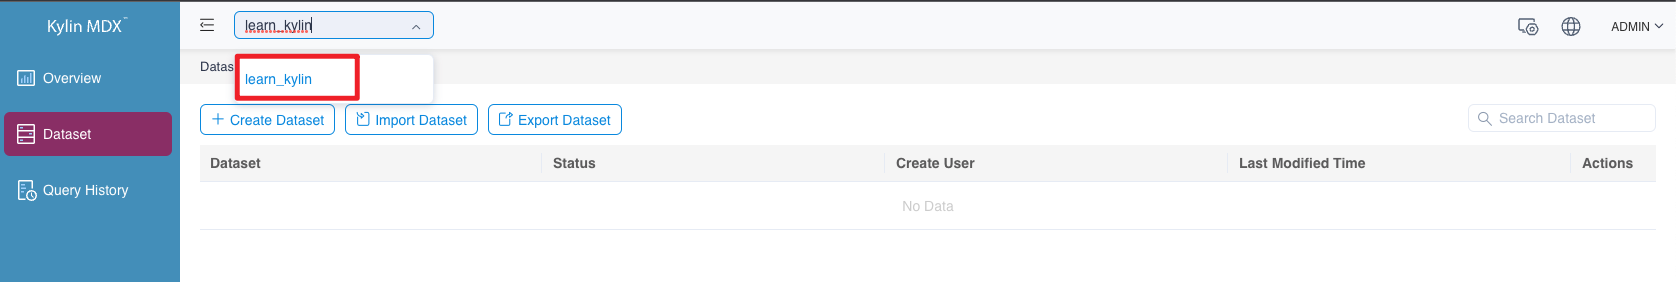 Kylin MDX™
learn_kylin
ADMIN
Datas
learn_kylin
Overview
Dataset
Query History
Create Dataset
Import Dataset
Export Dataset
Search Dataset
Dataset Status Create User Last Modified Time Actions
No Data